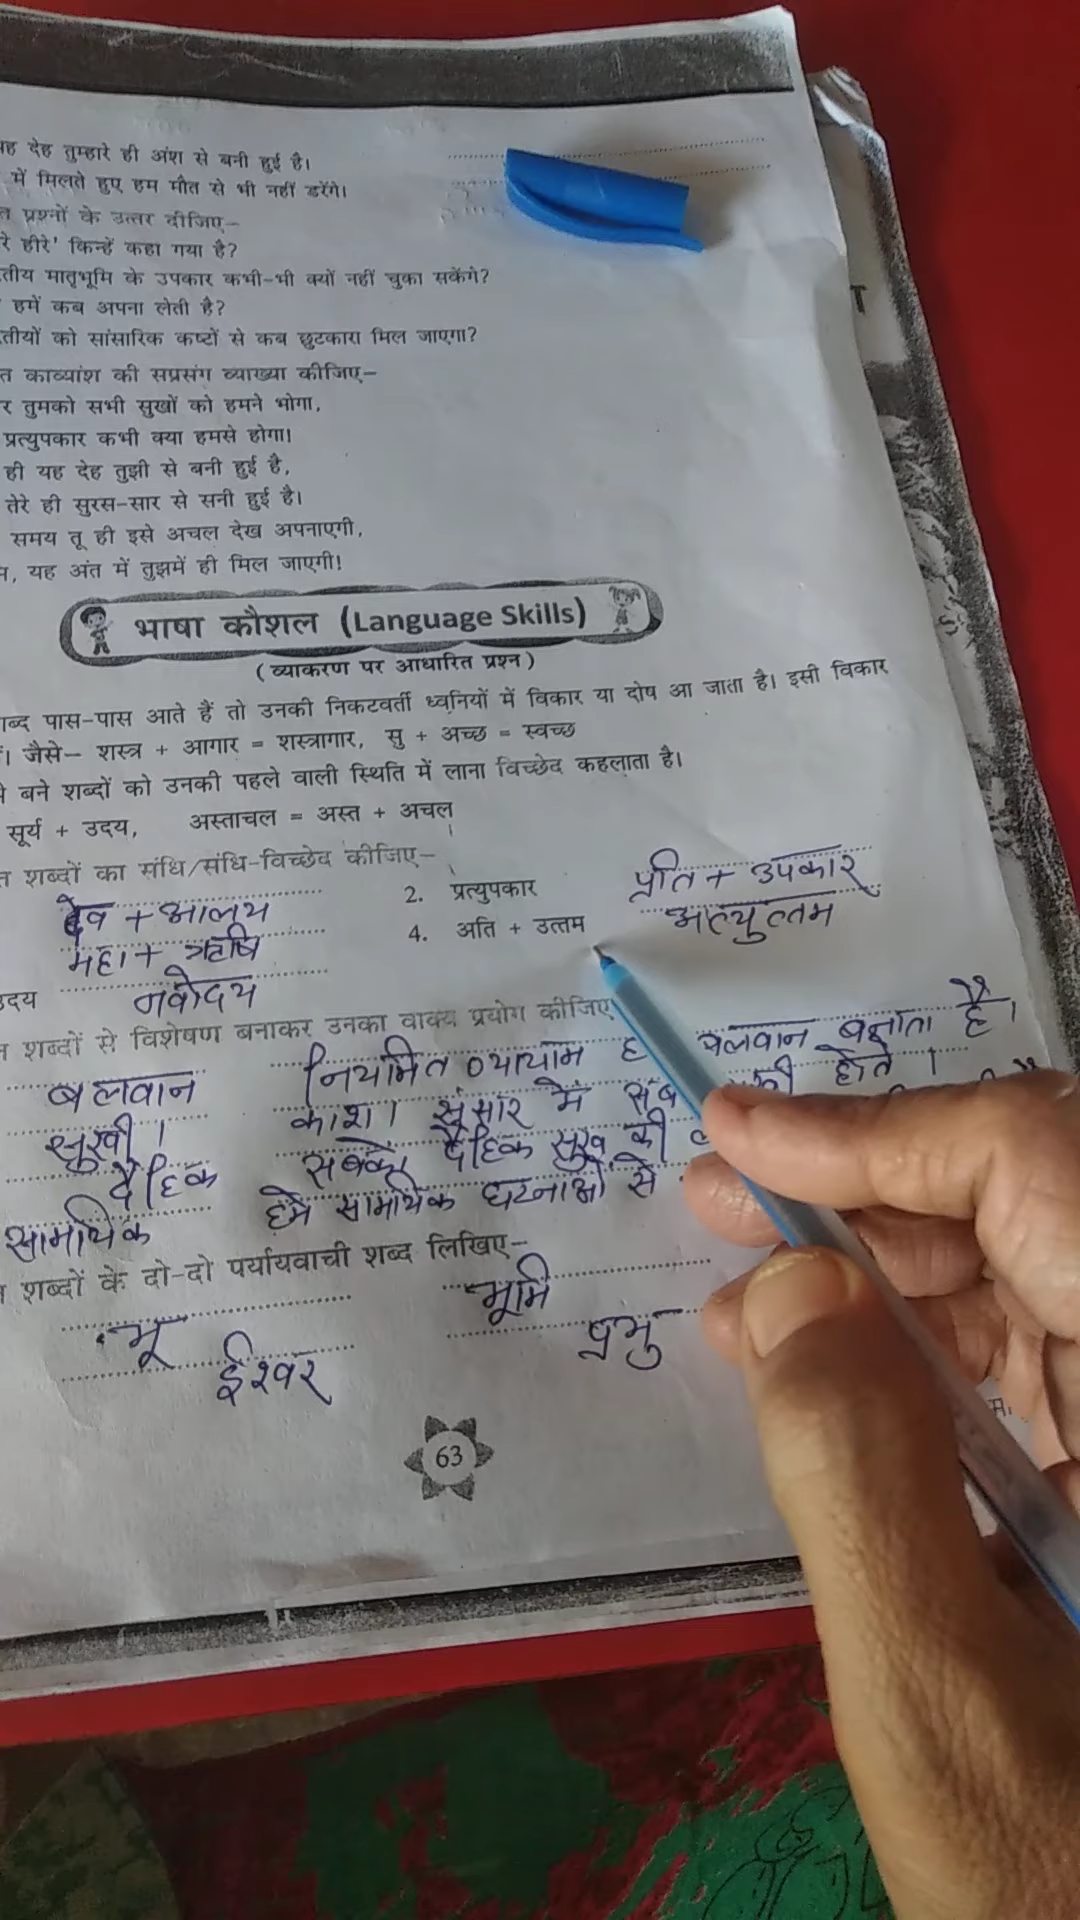 देह तुम्हारे ही अंश से बनी हुई है।
में मिलते हुए हम मौत से भी नहीं डरेंगे।
प्रश्नों के उत्तर दीजिए–
हीरे' किन्हें कहा गया है?
मातृभूमि के उपकार कभी-भी क्यों नहीं चुका सकेंगे?
हमें कब अपना लेती है?
को सांसारिक कष्टों से कब छुटकारा मिल जाएगा?
काव्यांश की सप्रसंग व्याख्या कीजिए–
तुमको सभी सुखों को हमने भोगा,
प्रत्युपकार कभी क्या हमसे होगा।
ही यह देह तुझी से बनी हुई है,
तेरे ही सुरस-सार से सनी हुई है।
समय तू ही इसे अचल देख अपनाएगी,
यह अंत में तुझमें ही मिल जाएगी!
भाषा कौशल (Language Skills)
(व्याकरण पर आधारित प्रश्न)
पास-पास आते हैं तो उनकी निकटवर्ती ध्वनियों में विकार या दोष आ जाता है। इसी विकार
जैसे– शस्त्र + आगार = शस्त्रागार, सु + अच्छ = स्वच्छ
बने शब्दों को उनकी पहले वाली स्थिति में लाना विच्छेद कहलाता है।
सूर्य + उदय, अस्ताचल = अस्त + अचल
शब्दों का संधि/संधि-विच्छेद कीजिए–
देव + आलय 2. प्रत्युपकार प्रति + उपकार
महा + ऋषि 4. अति + उत्तम अत्युत्तम
उदय नवोदय
शब्दों से विशेषण बनाकर उनका वाक्य प्रयोग कीजिए
बलवान नियमित व्यायाम बलवान बनाता है।
सुखी। काश। संसार में सब होते।
दैहिक सबको दैहिक सुख की
सामयिक हमें सामयिक घटनाओं से
शब्दों के दो-दो पर्यायवाची शब्द लिखिए–
भू भूमि
ईश्वर प्रभु
63